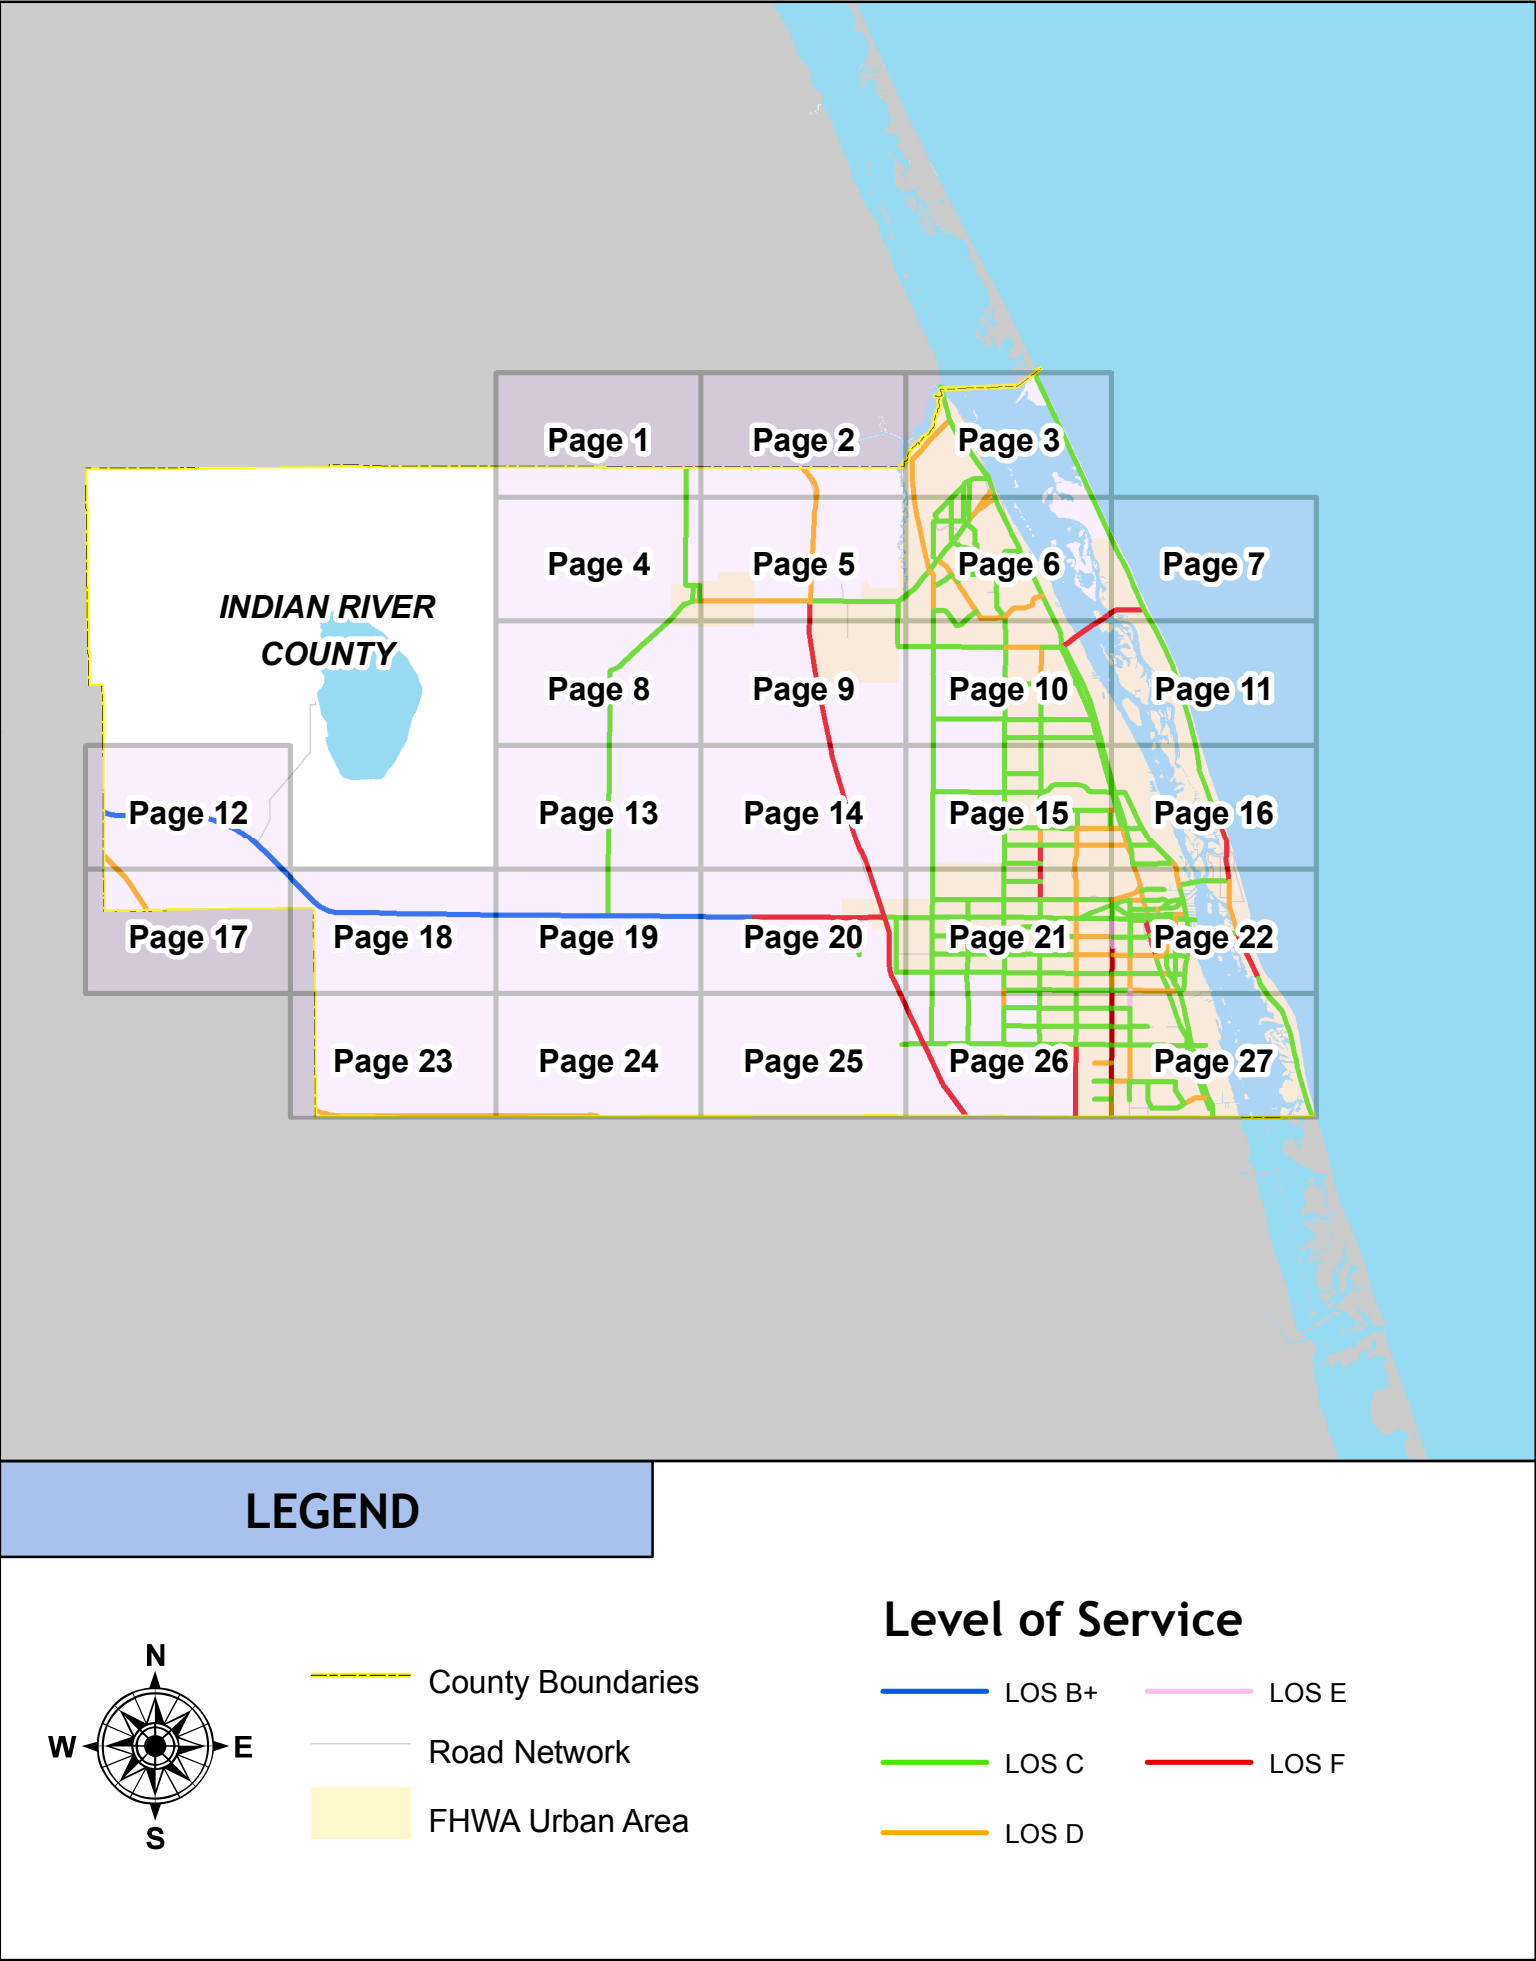 Page 1
Page 2
Page 3
Page 4
Page 5
Page 6
Page 7
INDIAN RIVER
COUNTY
Page 8
Page 9
Page 10
Page 11
Page 12
Page 13
Page 14
Page 15
Page 16
Page 17
Page 18
Page 19
Page 20
Page 21
Page 22
Page 23
Page 24
Page 25
Page 26
Page 27
LEGEND
N
W
E
S
County Boundaries
Road Network
FHWA Urban Area
Level of Service
LOS B+
LOS E
LOS C
LOS F
LOS D